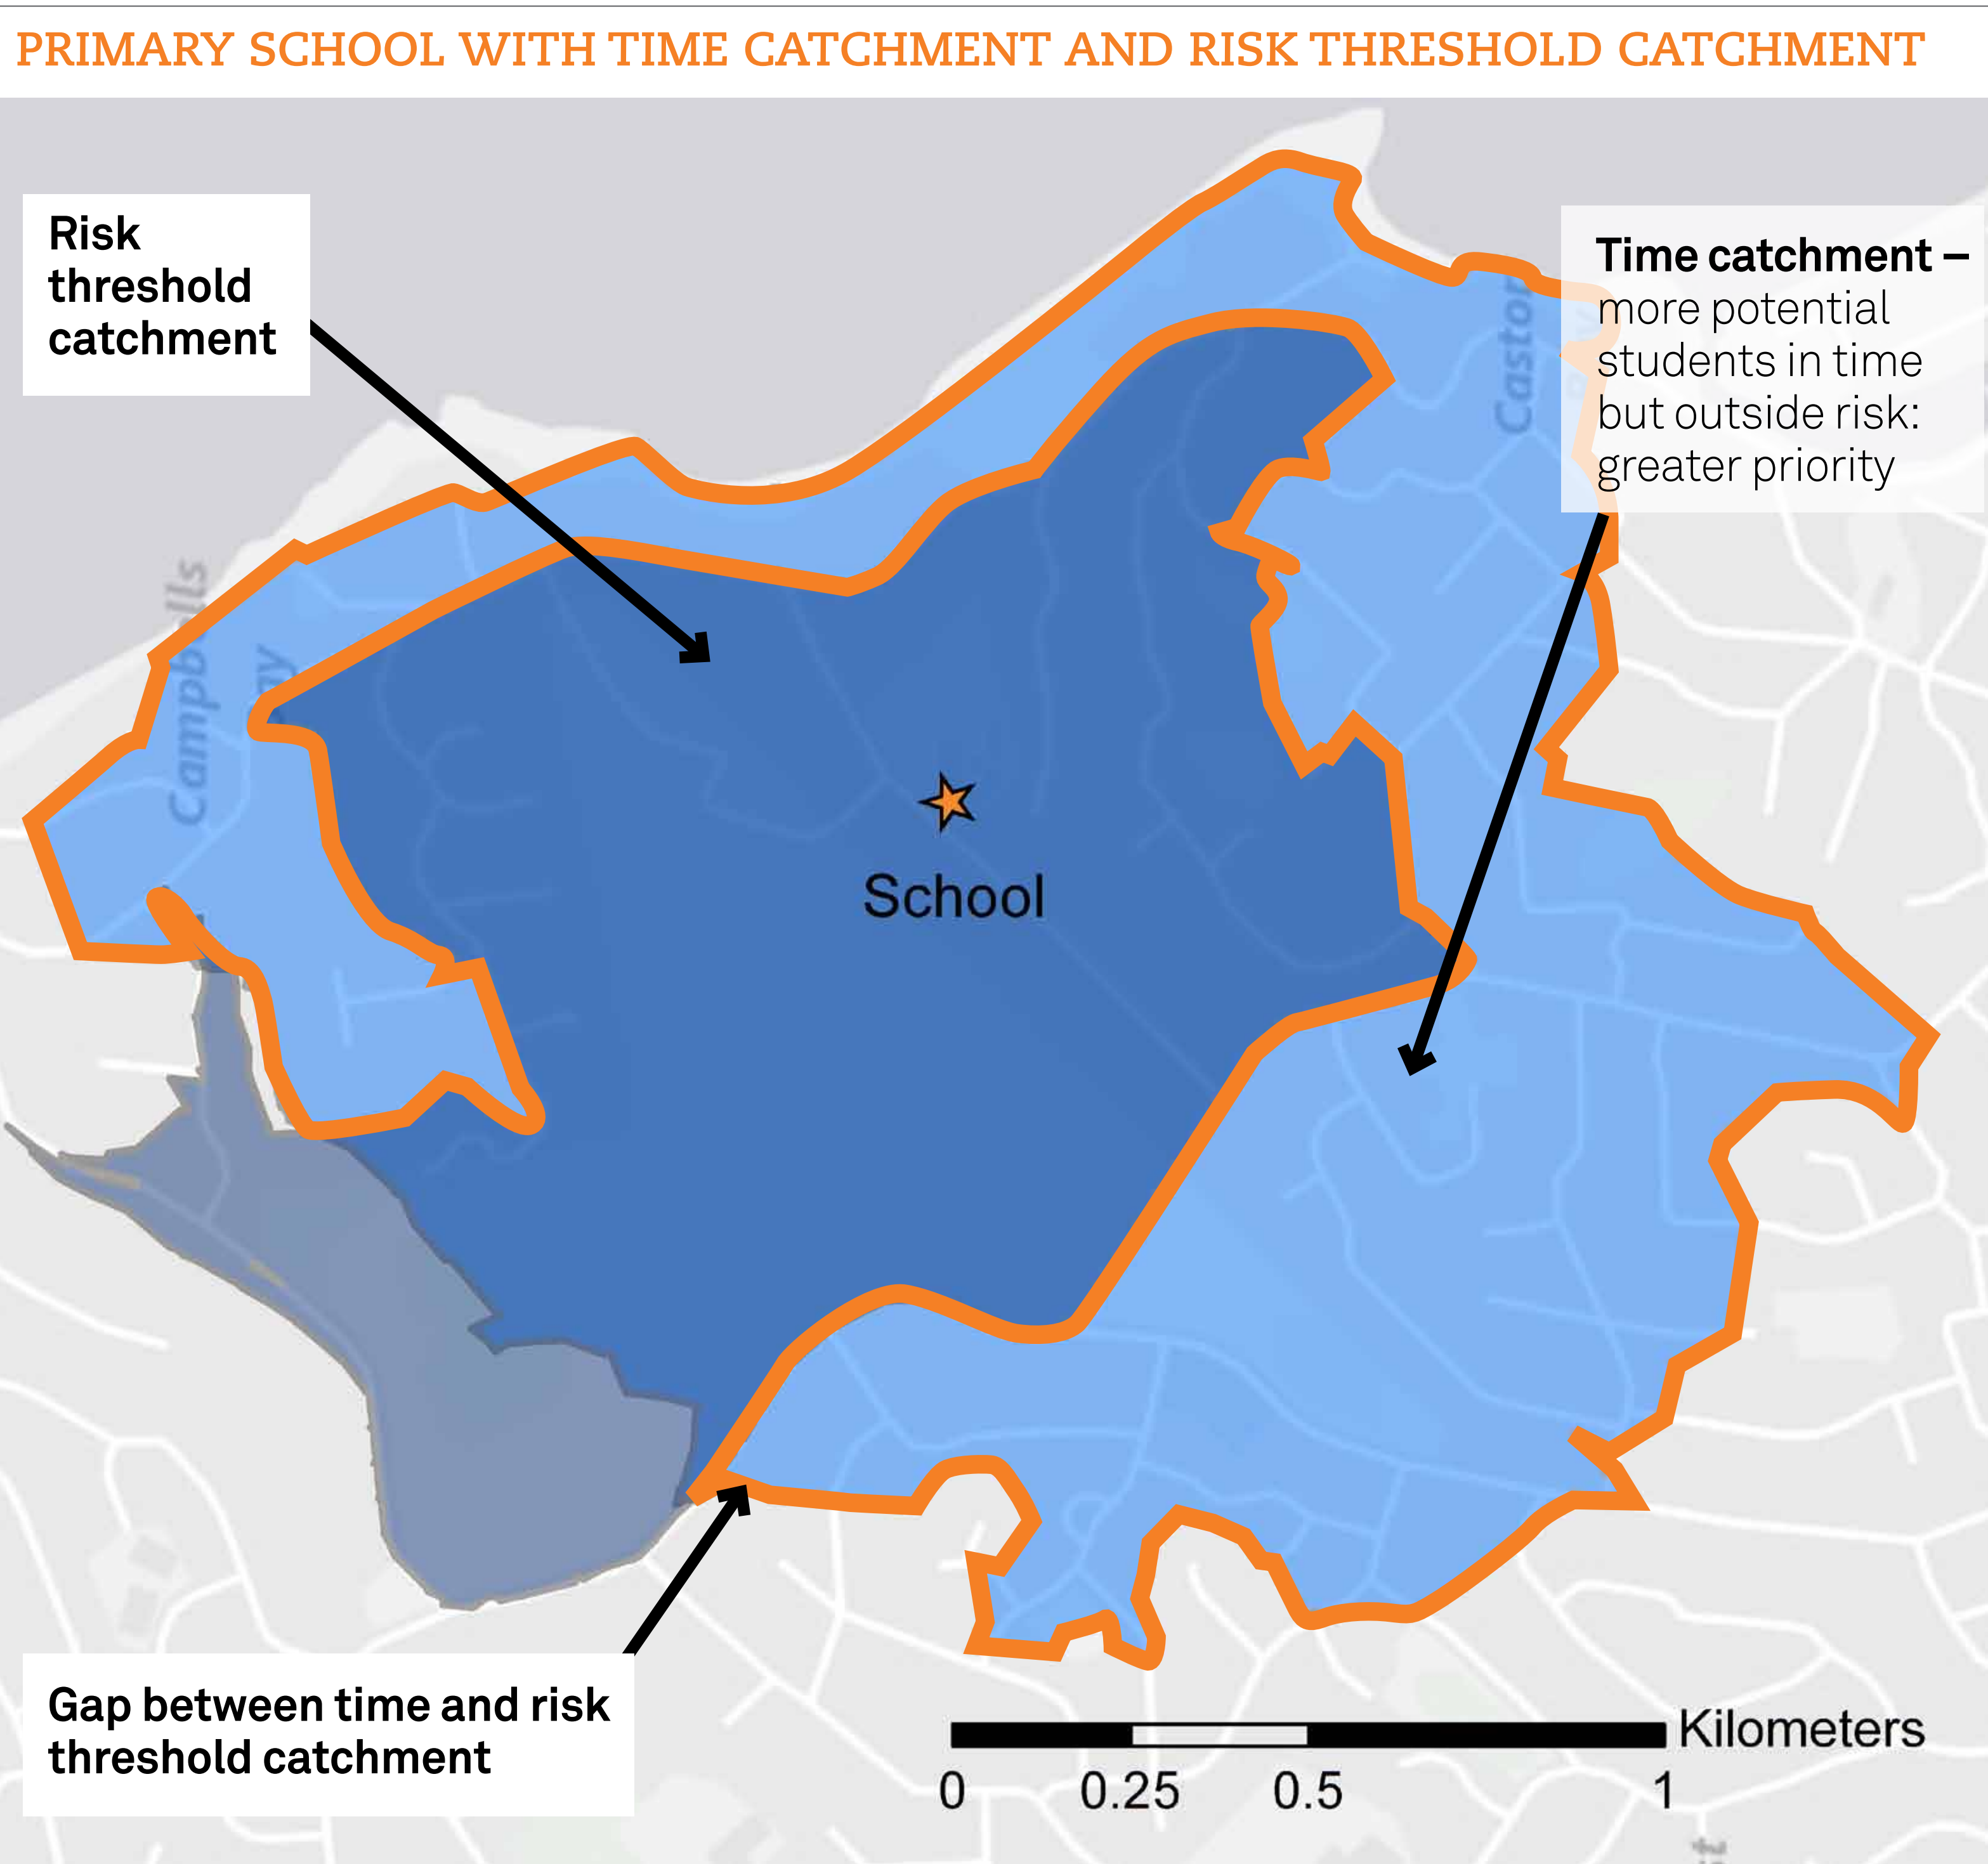 PRIMARY SCHOOL WITH TIME CATCHMENT AND RISK THRESHOLD CATCHMENT
Risk
threshold
catchment
Time catchment –
more potential
students in time
but outside risk:
greater priority
Castor
Campbells
School
Gap between time and risk
threshold catchment
Kilometers
0 0.25 0.5 1